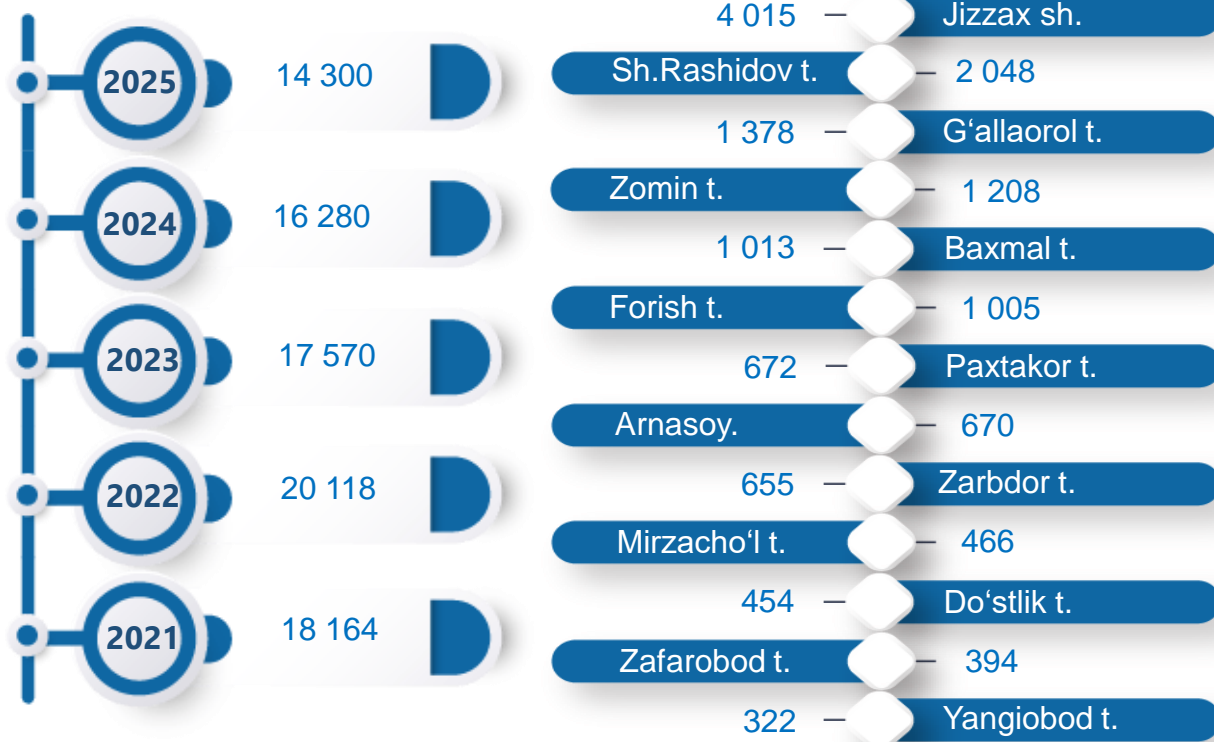 2025
14 300
2024
16 280
2023
17 570
2022
20 118
2021
18 164
4 015 – Jizzax sh.
Sh.Rashidov t. – 2 048
1 378 – G‘allaorol t.
Zomin t. – 1 208
1 013 – Baxmal t.
Forish t. – 1 005
672 – Paxtakor t.
Arnasoy. – 670
655 – Zarbdor t.
Mirzacho‘l t. – 466
454 – Do‘stlik t.
Zafarobod t. – 394
322 – Yangiobod t.